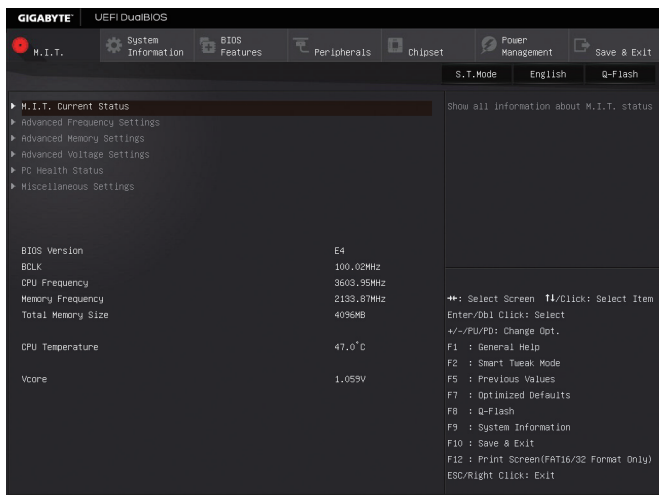 GIGABYTE™ UEFI DualBIOS
M.I.T.
System Information
BIOS Features
Peripherals
Chipset
Power Management
Save & Exit
S.T.Mode English Q-Flash
M.I.T. Current Status
Advanced Frequency Settings
Advanced Memory Settings
Advanced Voltage Settings
PC Health Status
Miscellaneous Settings
Show all information about M.I.T. status
BIOS Version E4
BCLK 100.02MHz
CPU Frequency 3603.95MHz
Memory Frequency 2133.87MHz
Total Memory Size 4096MB
CPU Temperature 47.0°C
Vcore 1.059V
→←: Select Screen ↑↓/Click: Select Item
Enter/Dbl Click: Select
+/-/PU/PD: Change Opt.
F1 : General Help
F2 : Smart Tweak Mode
F5 : Previous Values
F7 : Optimized Defaults
F8 : Q-Flash
F9 : System Information
F10 : Save & Exit
F12 : Print Screen(FAT16/32 Format Only)
ESC/Right Click: Exit